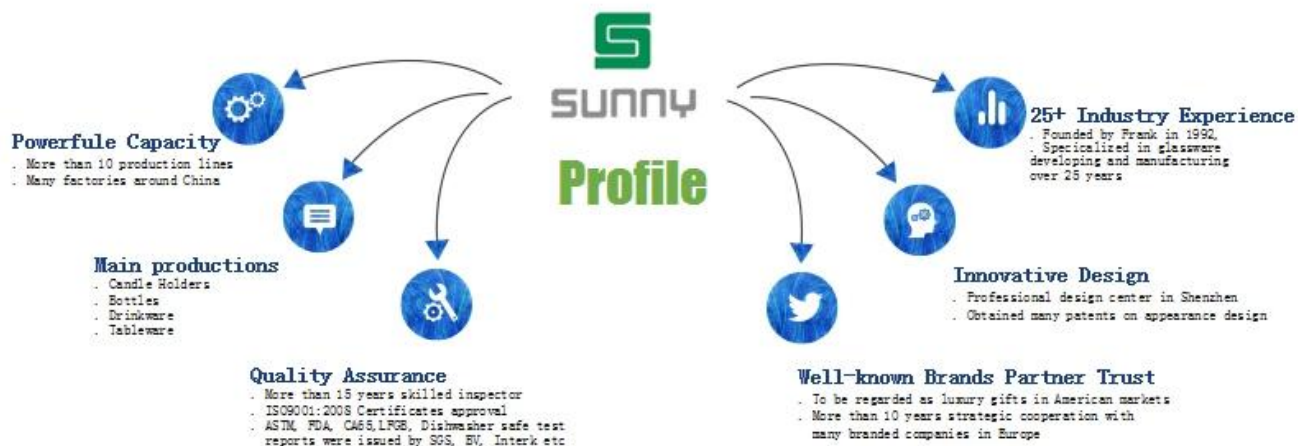 SUNNY
Profile
Powerfule Capacity
. More than 10 production lines
. Many factories around China
Main productions
. Candle Holders
. Bottles
. Drinkware
. Tableware
Quality Assurance
. More than 15 years skilled inspector
. ISO9001:2008 Certificates approval
. ASTM, FDA, CA65,LFGB, Dishwasher safe test
reports were issued by SGS, BV, Interk etc
25+ Industry Experience
. Founded by Frank in 1992,
. Specicalized in glassware
developing and manufacturing
over 25 years
Innovative Design
. Professional design center in Shenzhen
. Obtained many patents on appearance design
Well-known Brands Partner Trust
. To be regarded as luxury gifts in American markets
. More than 10 years strategic cooperation with
many branded companies in Europe